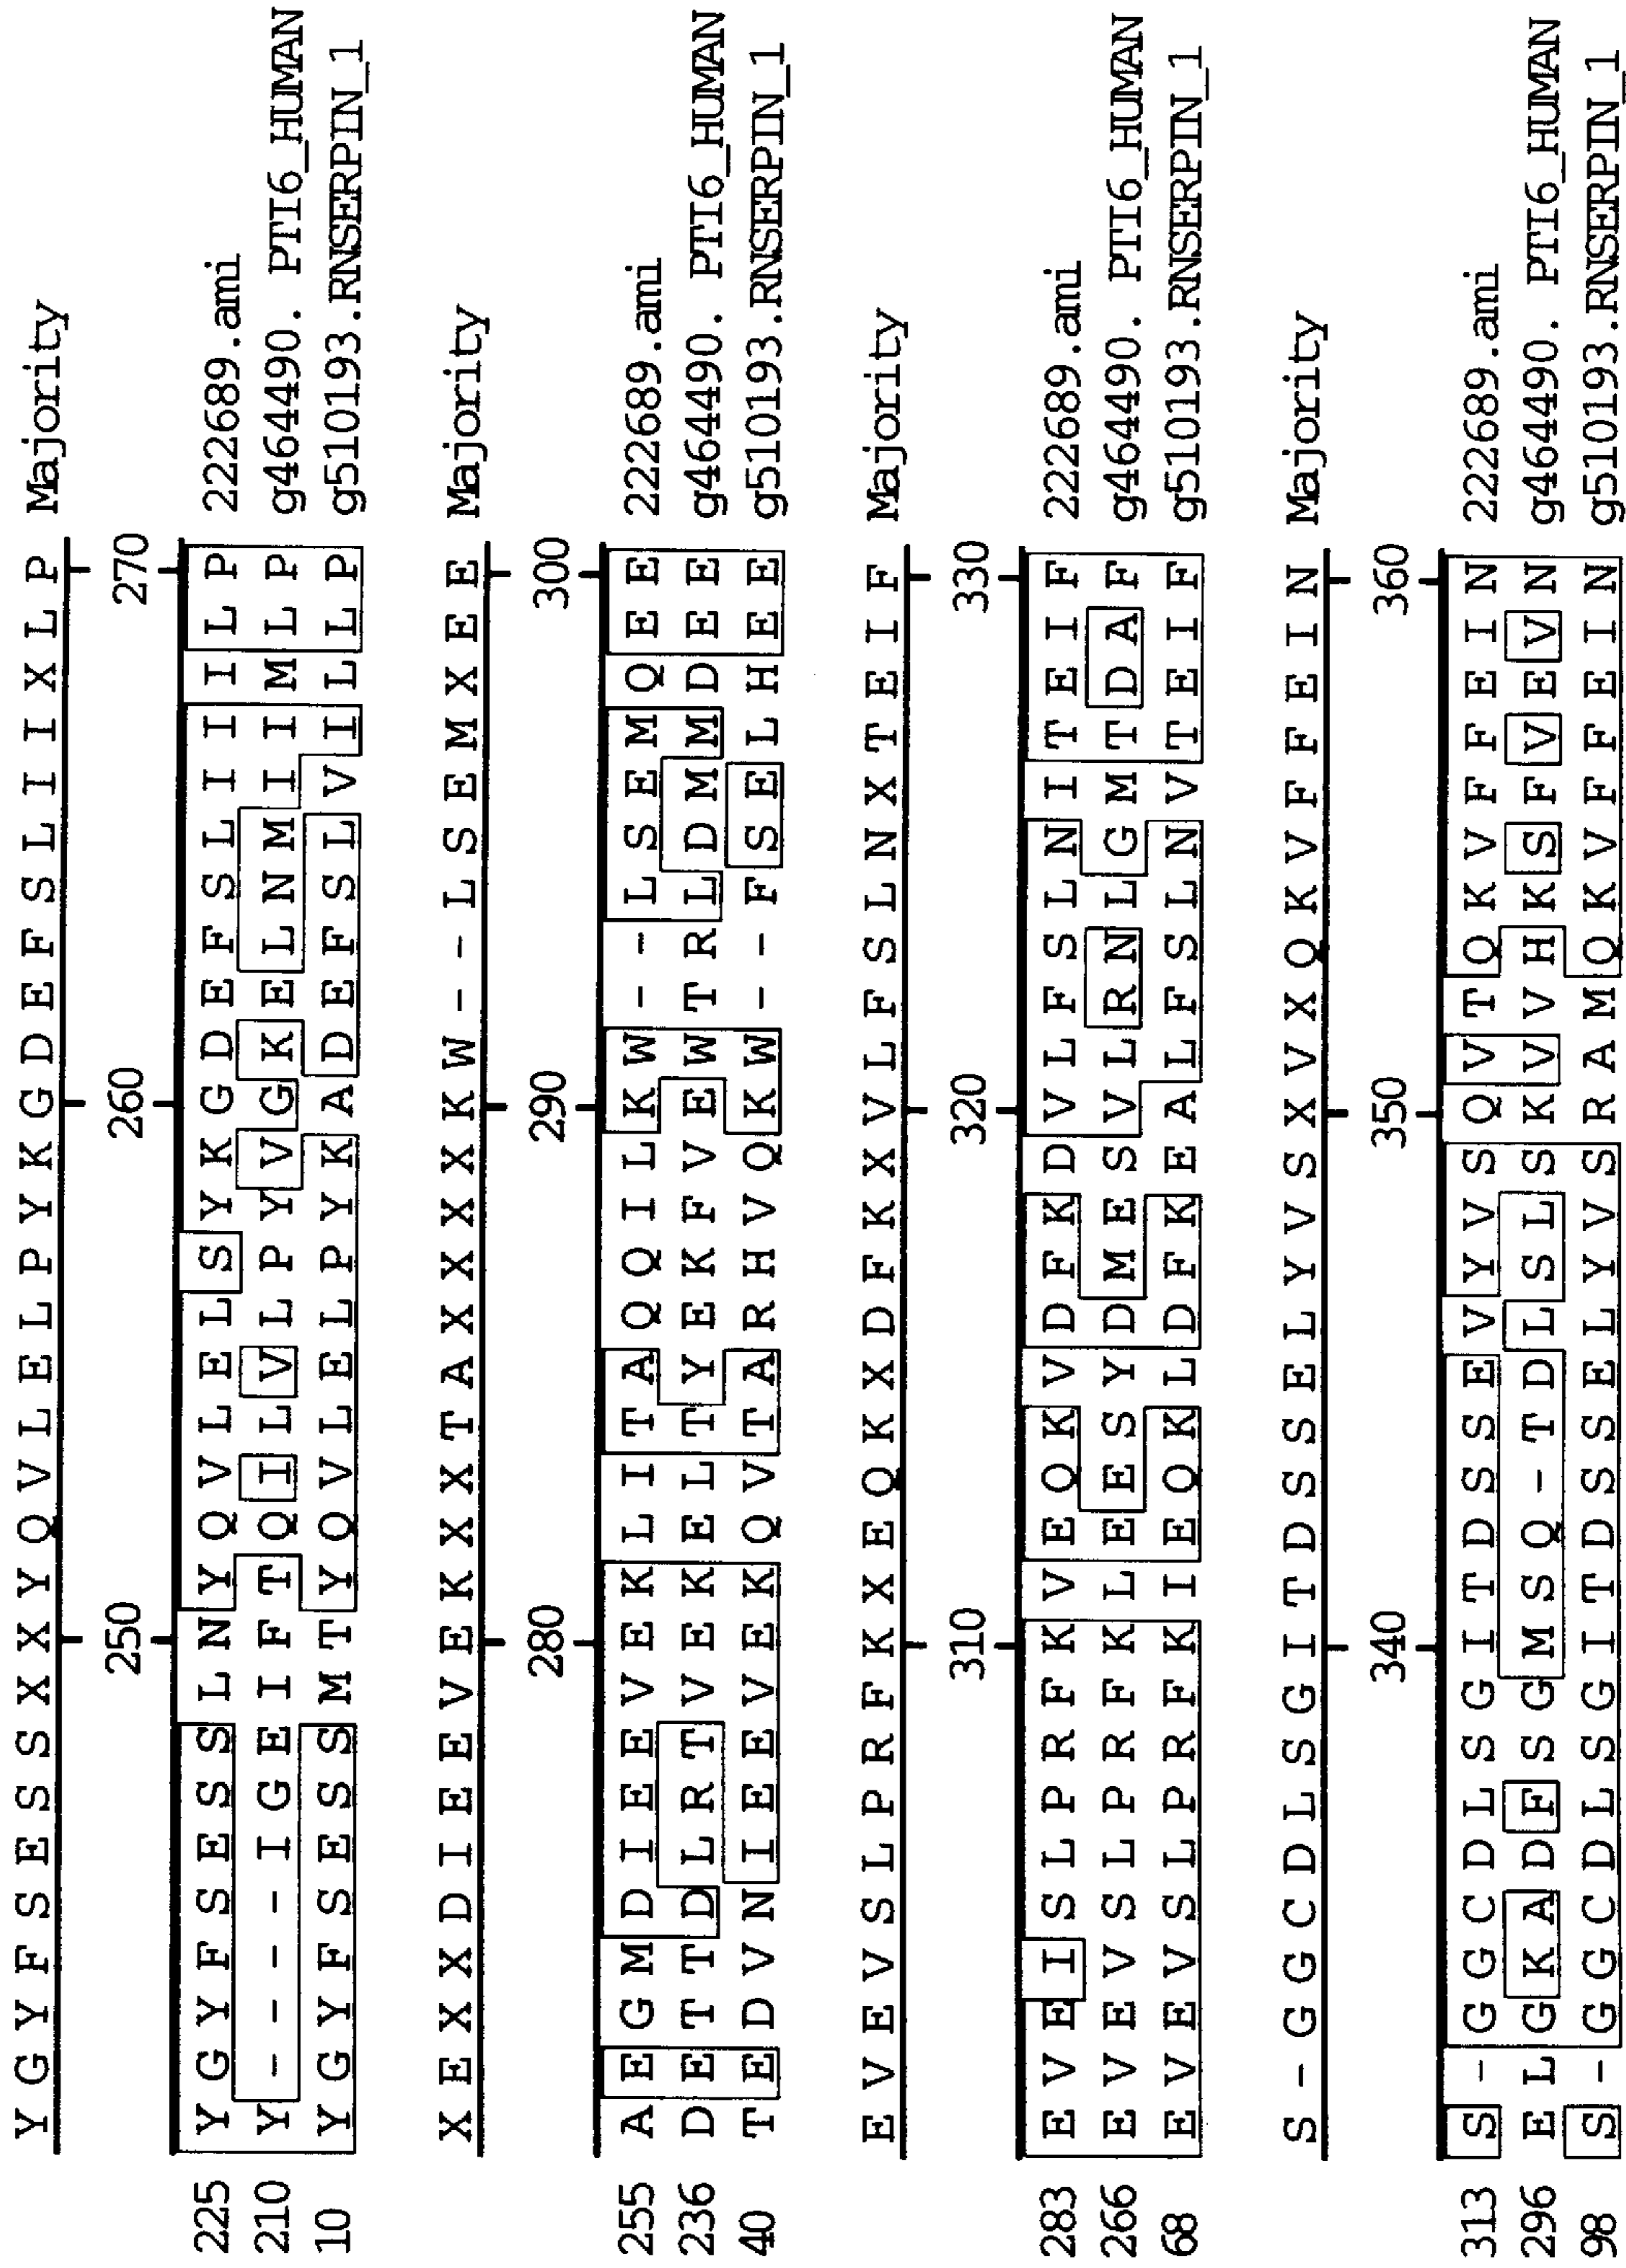 Y G Y F S E S S X X Y Q V L E L P Y K G D E F S L I I X L P Majority
250 260 270
225 Y G Y F S E S S L N Y Q V L E L S Y K G D E F S L I I I L P 222689.ami
210 Y - - - - I G E I F T Q I L V L P Y V G K E L N M I I M L P g464490. PTI6_HUMAN
10 Y G Y F S E S S M T Y Q V L E L P Y K A D E F S L V I L L P g510193.RNSERPIN_1
X E X X D I E E V E K X X T A X X X X K W - - L S E M X E E Majority
280 290 300
255 A E G M D I E E V E K L I T A Q Q I L K W - - L S E M Q E E 222689.ami
236 D E T T D L R T V E K E L T Y E K F V E W T R L D M M D E E g464490. PTI6_HUMAN
40 T E D V N I E E V E K Q V T A R H V Q K W - - F S E L H E E g510193.RNSERPIN_1
E V E V S L P R F K X E Q K X D F K X V L F S L N X T E I F Majority
310 320 330
283 E V E I S L P R F K V E Q K V D F K D V L F S L N I T E I F 222689.ami
266 E V E V S L P R F K L E E S Y D M E S V L R N L G M T D A F g464490. PTI6_HUMAN
68 E V E V S L P R F K I E Q K L D F K E A L F S L N V T E I F g510193.RNSERPIN_1
S - G G C D L S G I T D S S E L Y V S X V X Q K V F F E I N Majority
340 350 360
313 S - G G C D L S G I T D S S E V Y V S Q V T Q K V F F E I N 222689.ami
296 E L G K A D F S G M S Q - T D L S L S K V V H K S F V E V N g464490. PTI6_HUMAN
98 S - G G C D L S G I T D S S E L Y V S R A M Q K V F F E I N g510193.RNSERPIN_1